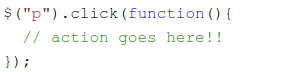 $("p").click(function(){
  // action goes here!!
});